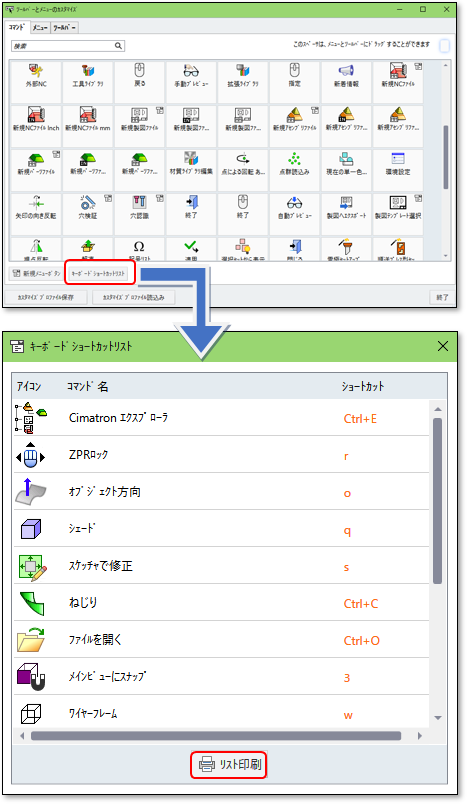 ツールバーとメニューのカスタマイズ
コマンド メニュー ツールバー
検索
このスペースは、メニューとツールバーにドラッグすることができます
外部NC 工具ライブラリ 戻る 手動プレビュー 拡張ライブラリ 指定 新着情報 新規NCファイル
新規NCファイル Inch 新規NCファイル mm 新規製図ファイル 新規製図ファ... 新規製図ファ... 新規アセンブリファ... 新規アセンブリファ... 新規アセンブリファ...
新規パーツファイル 新規パーツファ... 新規パーツファ... 材質ライブラリ編集 点による回転 あ... 点群読込み 現在の単一色... 環境設定
矢印の向き反転 穴検証 穴認識 終了 終了 自動プレビュー 製図へエクスポート 製図テンプレート選択
端点反転 記号リスト 適用 閉じる
新規メニューボタン キーボードショートカットリスト
カスタマイズプロファイル保存 カスタマイズプロファイル読込み 終了
キーボードショートカットリスト
アイコン コマンド名 ショートカット
Cimatron エクスプローラ Ctrl+E
ZPRロック r
オブジェクト方向 o
シェード q
スケッチャで修正 s
ねじり Ctrl+C
ファイルを開く Ctrl+O
メインビューにスナップ 3
ワイヤーフレーム w
リスト印刷